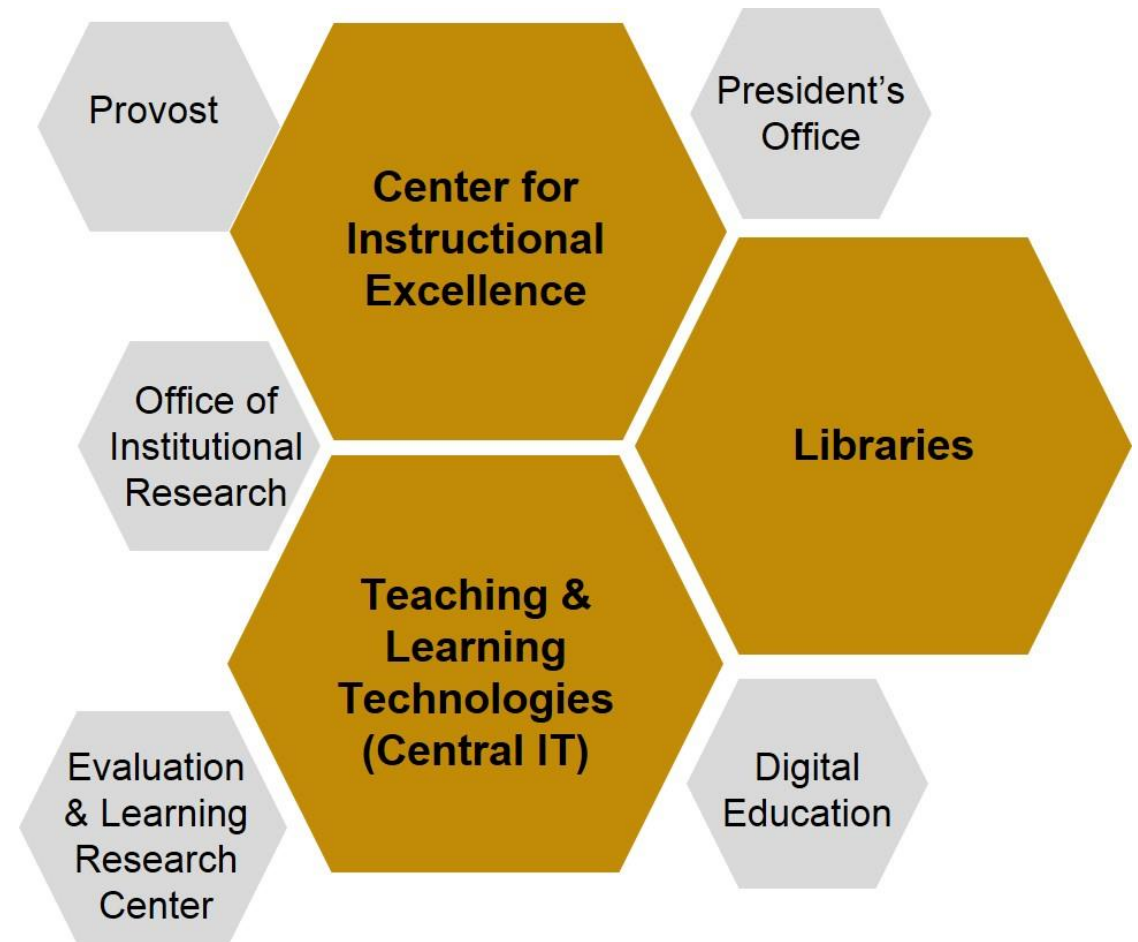 Provost
Center for
Instructional
Excellence
President’s
Office
Office of
Institutional
Research
Libraries
Teaching &
Learning
Technologies
(Central IT)
Evaluation
& Learning
Research
Center
Digital
Education